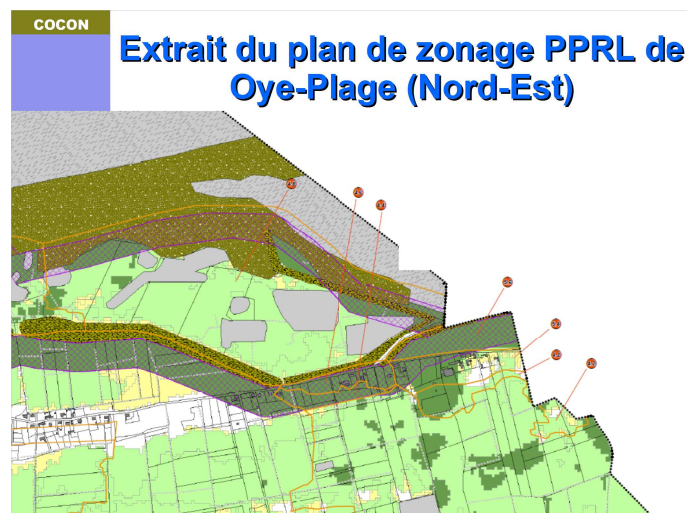 COCON
Extrait du plan de zonage PPRL de
Oye-Plage (Nord-Est)